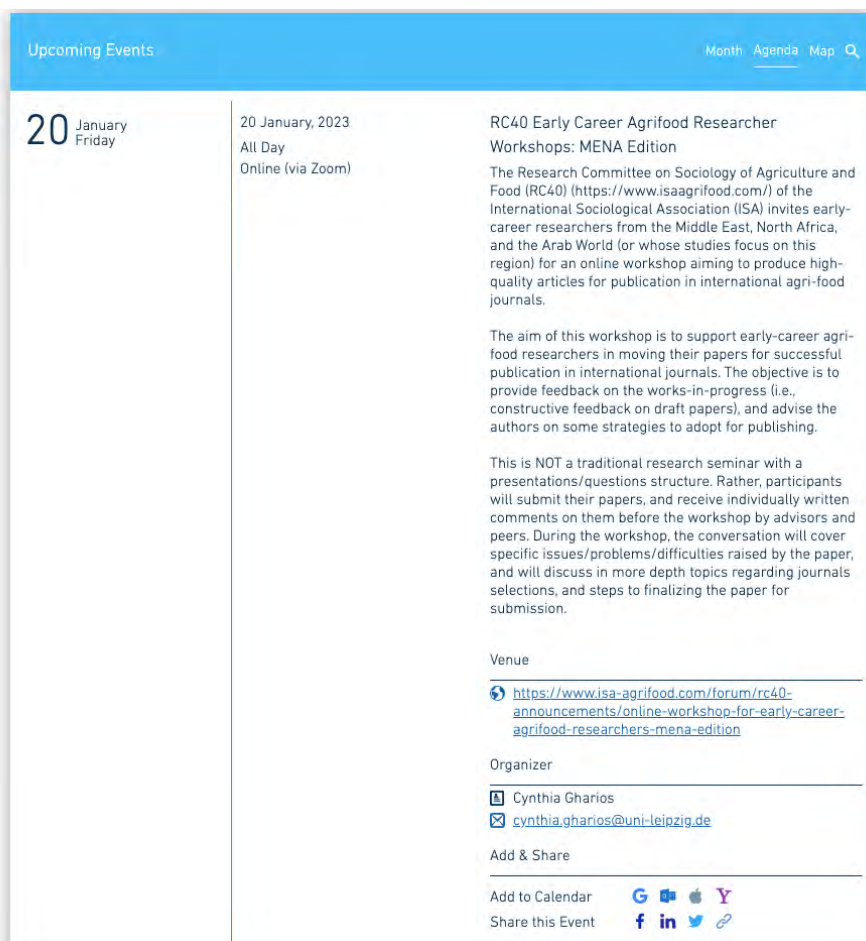 Upcoming Events
Month Agenda Map
20 January
Friday
20 January, 2023
All Day
Online (via Zoom)
RC40 Early Career Agrifood Researcher
Workshops: MENA Edition
The Research Committee on Sociology of Agriculture and
Food (RC40) (https://www.isaagrifood.com/) of the
International Sociological Association (ISA) invites early-
career researchers from the Middle East, North Africa,
and the Arab World (or whose studies focus on this
region) for an online workshop aiming to produce high-
quality articles for publication in international agri-food
journals.
The aim of this workshop is to support early-career agri-
food researchers in moving their papers for successful
publication in international journals. The objective is to
provide feedback on the works-in-progress (i.e.,
constructive feedback on draft papers), and advise the
authors on some strategies to adopt for publishing.
This is NOT a traditional research seminar with a
presentations/questions structure. Rather, participants
will submit their papers, and receive individually written
comments on them before the workshop by advisors and
peers. During the workshop, the conversation will cover
specific issues/problems/difficulties raised by the paper,
and will discuss in more depth topics regarding journals
selections, and steps to finalizing the paper for
submission.
Venue
https://www.isa-agrifood.com/forum/rc40-
announcements/online-workshop-for-early-career-
agrifood-researchers-mena-edition
Organizer
Cynthia Gharios
cynthia.gharios@uni-leipzig.de
Add & Share
Add to Calendar
Share this Event